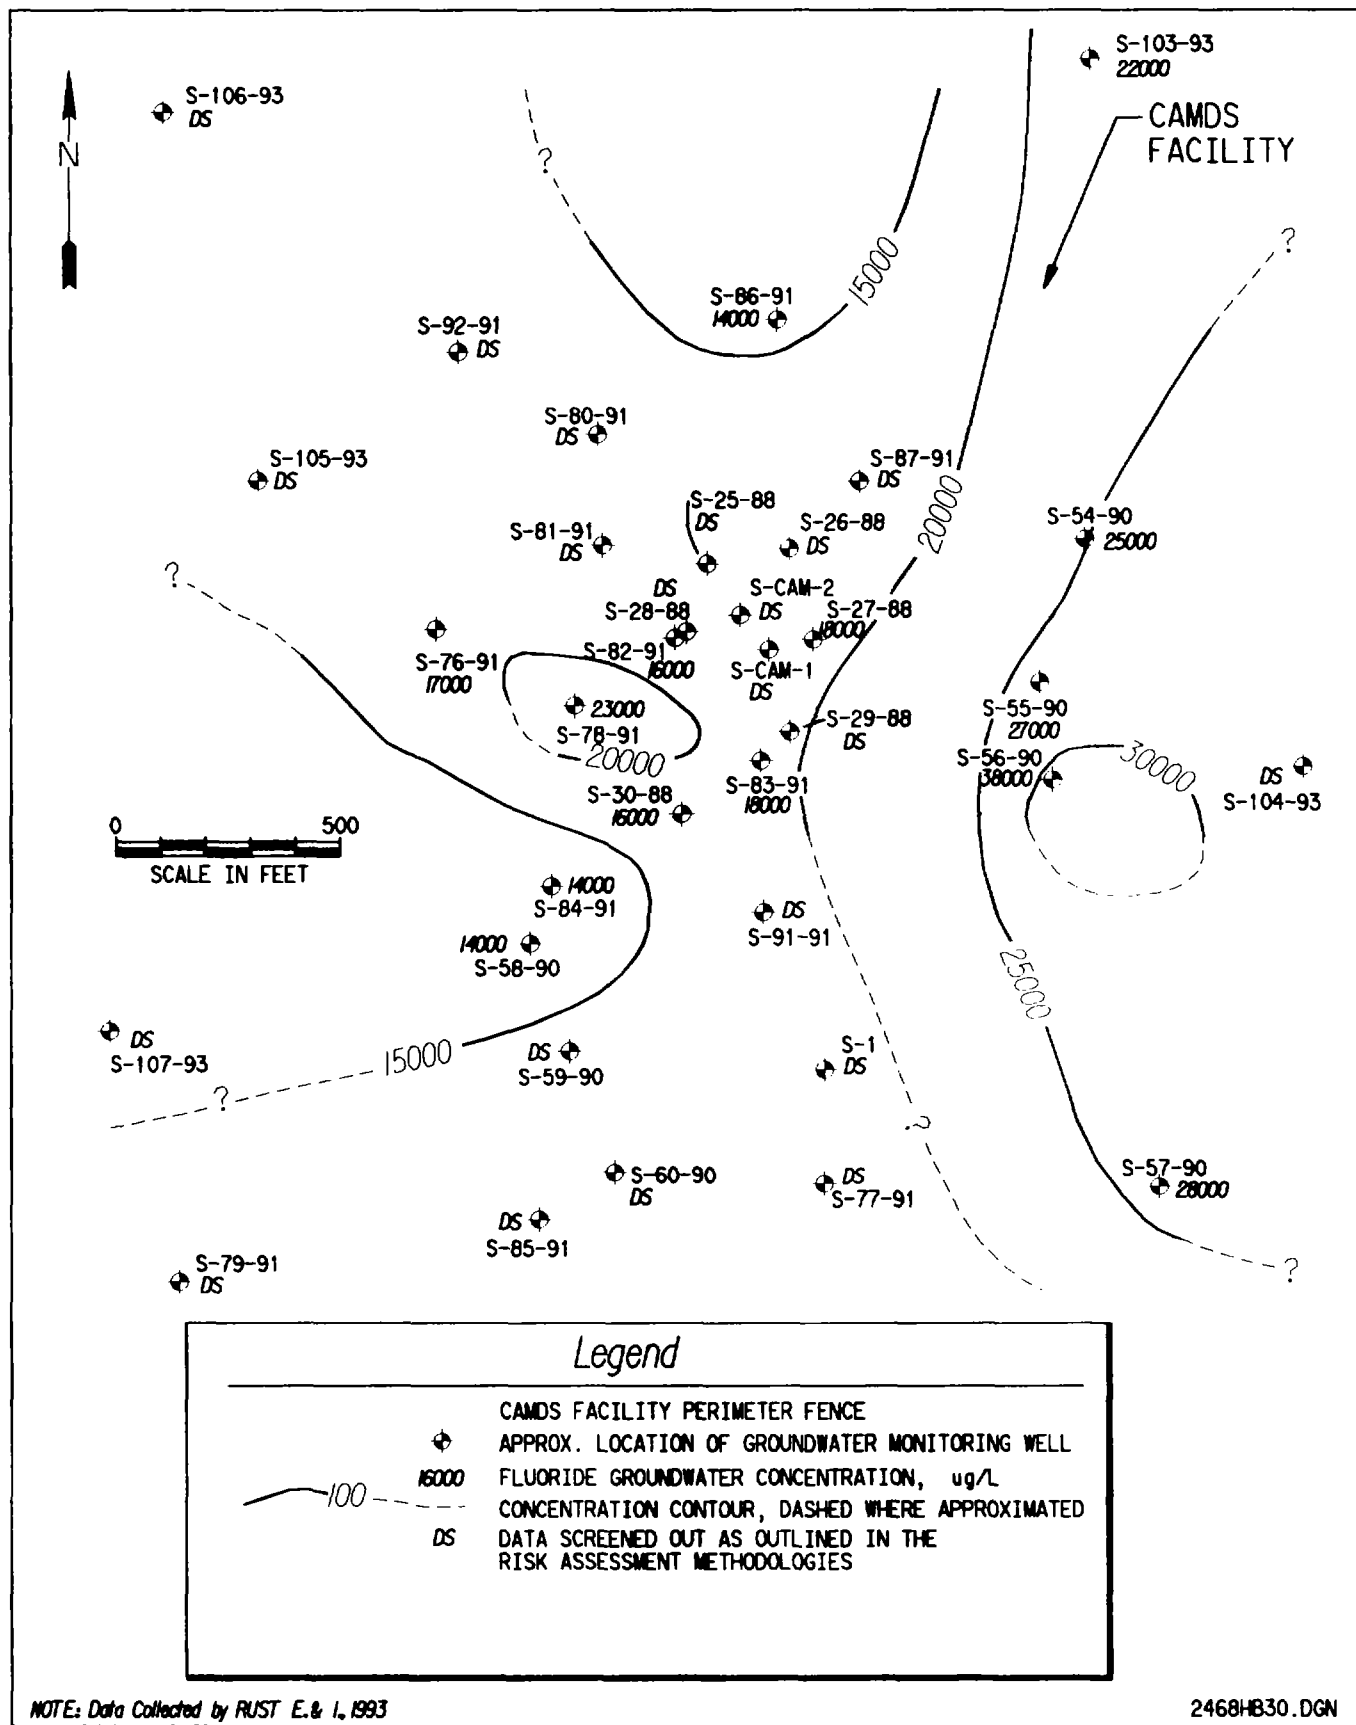 S-103-93
22000
S-106-93
DS
N
CAMDS
FACILITY
?
?
15000
S-86-91
14000
S-92-91
DS
S-80-91
DS
S-105-93
DS
S-87-91
DS
20000
S-25-88
DS
S-26-88
DS
S-81-91
DS
S-54-90
25000
?
DS
S-28-88
S-CAM-2
DS
S-27-88
18000
S-82-91
16000
S-CAM-1
DS
S-76-91
17000
23000
S-78-91
20000
S-55-90
27000
S-29-88
DS
S-56-90
38000
30000
DS
S-104-93
S-83-91
18000
S-30-88
16000
0 500
SCALE IN FEET
14000
S-84-91
DS
S-91-91
14000
S-58-90
25000
DS
S-107-93
15000
DS
S-59-90
S-1
DS
?
?
S-60-90
DS
DS
S-77-91
S-57-90
28000
DS
S-85-91
S-79-91
DS
?
Legend
CAMDS FACILITY PERIMETER FENCE
APPROX. LOCATION OF GROUNDWATER MONITORING WELL
16000 FLUORIDE GROUNDWATER CONCENTRATION, ug/L
100 CONCENTRATION CONTOUR, DASHED WHERE APPROXIMATED
DS DATA SCREENED OUT AS OUTLINED IN THE
RISK ASSESSMENT METHODOLOGIES
NOTE: Data Collected by RUST E.& I., 1993
2468HB30.DGN